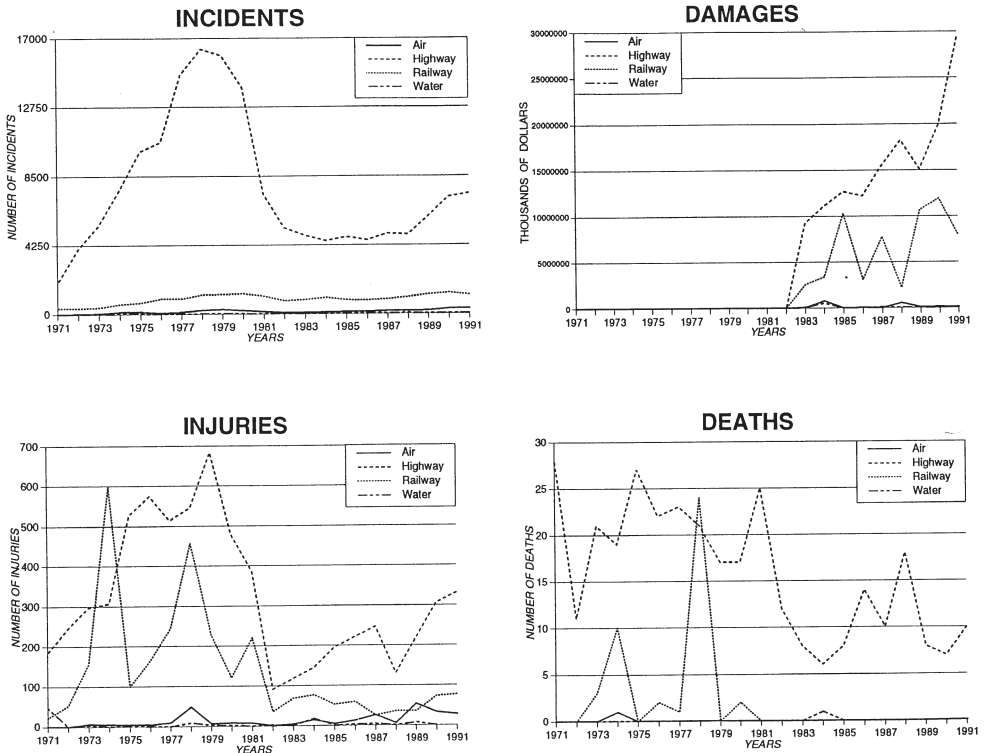 INCIDENTS
17000
12750
8500
4250
0
NUMBER OF INCIDENTS
Air
Highway
Railway
Water
1971 1973 1975 1977 1979 1981 1983 1985 1987 1989 1991
YEARS
DAMAGES
30000000
25000000
20000000
15000000
10000000
5000000
0
THOUSANDS OF DOLLARS
Air
Highway
Railway
Water
1971 1973 1975 1977 1979 1981 1983 1985 1987 1989 1991
YEARS
INJURIES
700
600
500
400
300
200
100
0
NUMBER OF INJURIES
Air
Highway
Railway
Water
1971 1973 1975 1977 1979 1981 1983 1985 1987 1989 1991
YEARS
DEATHS
30
25
20
15
10
5
0
NUMBER OF DEATHS
Air
Highway
Railway
Water
1971 1973 1975 1977 1979 1981 1983 1985 1987 1989 1991
YEARS